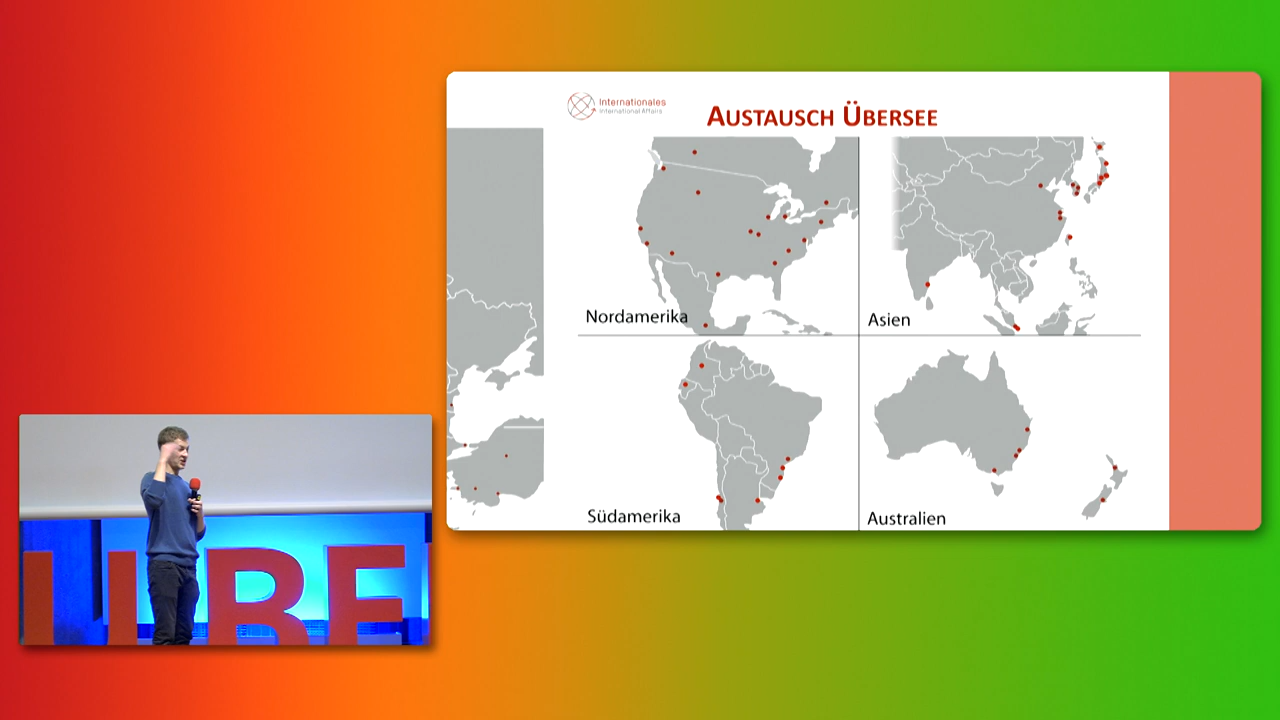 Internationales
International Affairs
AUSTAUSCH ÜBERSEE
Nordamerika
Asien
Südamerika
Australien